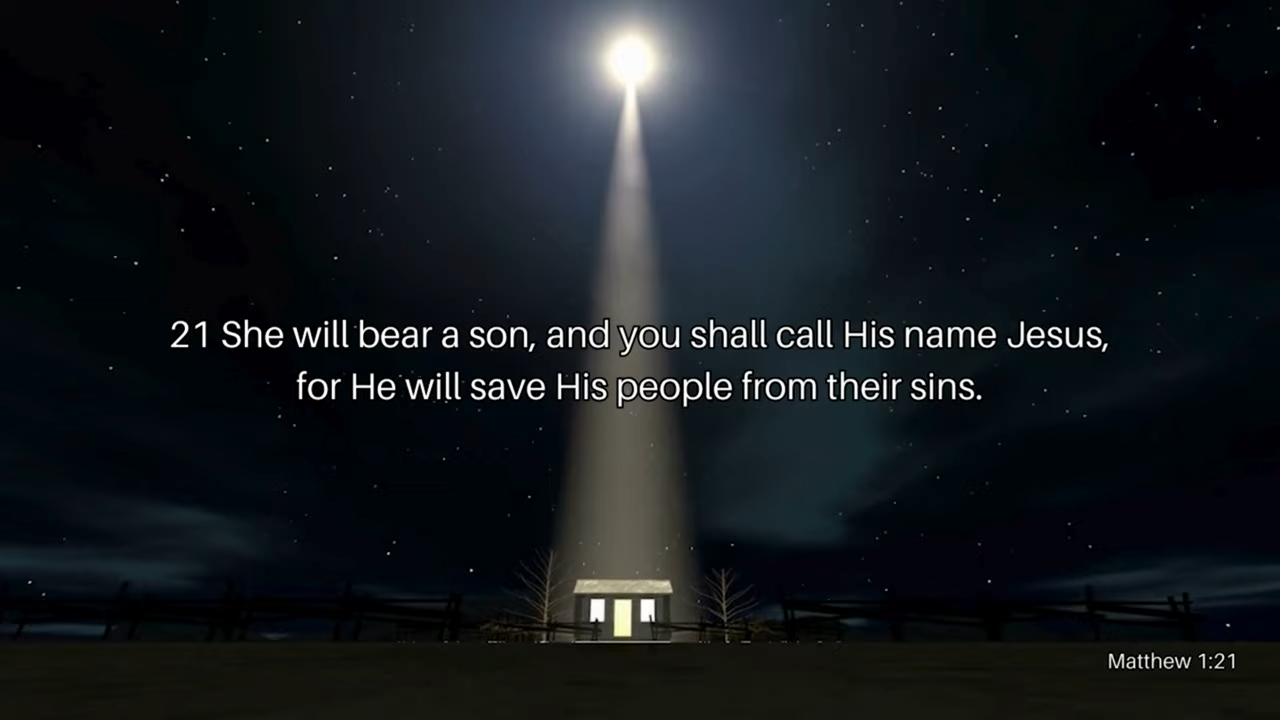 21 She will bear a son, and you shall call His name Jesus,
for He will save His people from their sins.
Matthew 1:21